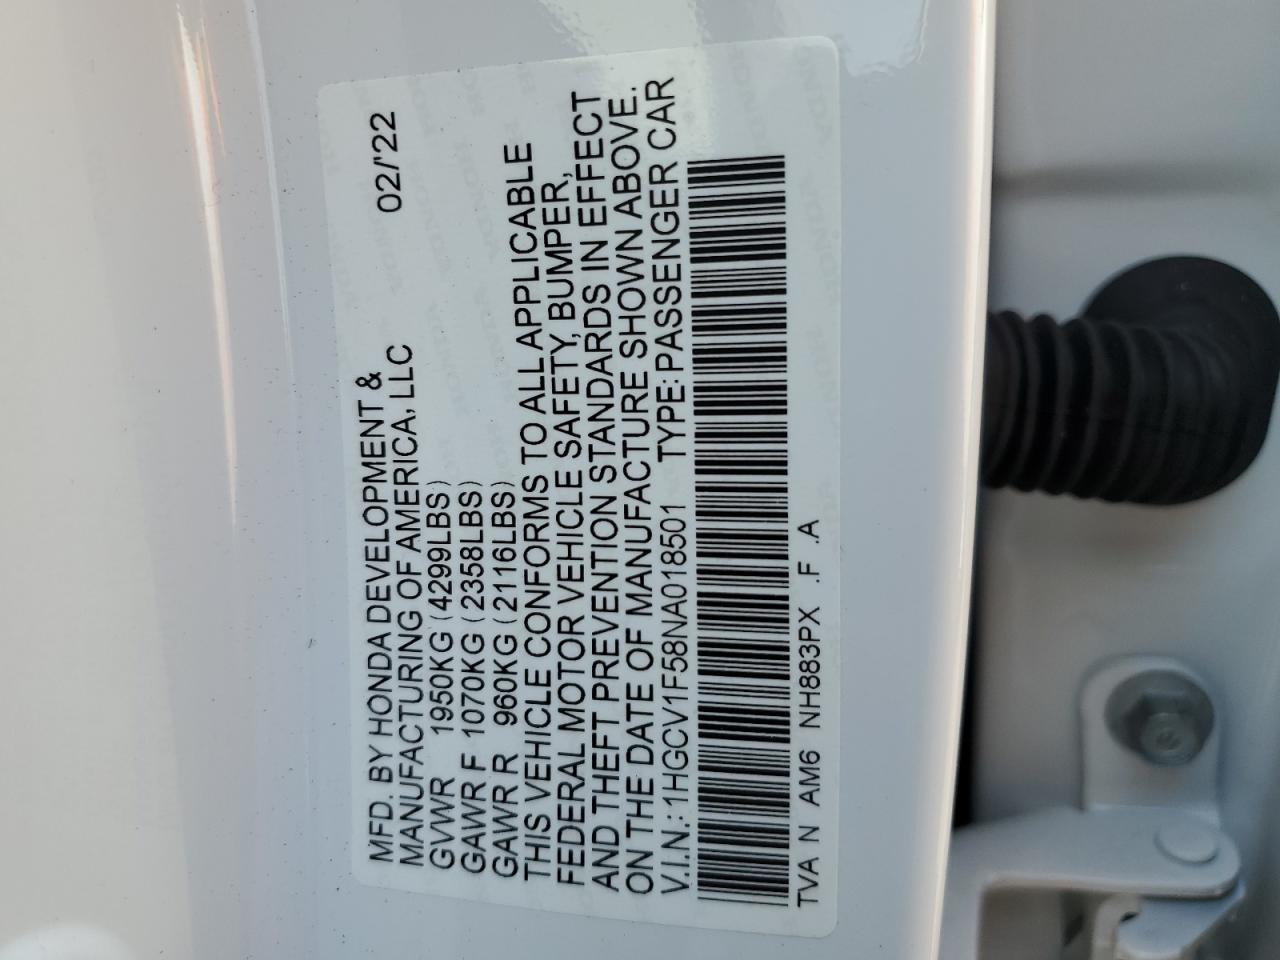 02/'22
MFD. BY HONDA DEVELOPMENT &
MANUFACTURING OF AMERICA, LLC
GVWR 1950KG (4299LBS)
GAWR F 1070KG (2358LBS)
GAWR R 960KG (2116LBS)
THIS VEHICLE CONFORMS TO ALL APPLICABLE
FEDERAL MOTOR VEHICLE SAFETY, BUMPER,
AND THEFT PREVENTION STANDARDS IN EFFECT
ON THE DATE OF MANUFACTURE SHOWN ABOVE.
V.I.N.: 1HGCV1F58NA018501 TYPE: PASSENGER CAR
TVA N AM6 NH883PX .F .A